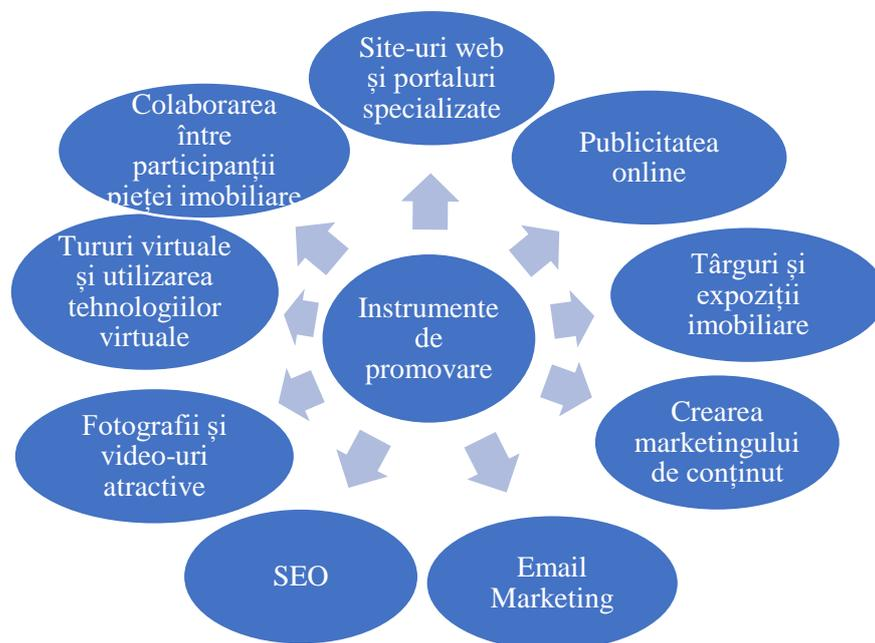 Site-uri web
și portaluri
specializate
Publicitatea
online
Târguri și
expoziții
imobiliare
Crearea
marketingului
de conținut
Email
Marketing
SEO
Fotografii și
video-uri
atractive
Tururi virtuale
și utilizarea
tehnologiilor
virtuale
Colaborarea
între
participanții
pieței imobiliare
Instrumente
de
promovare